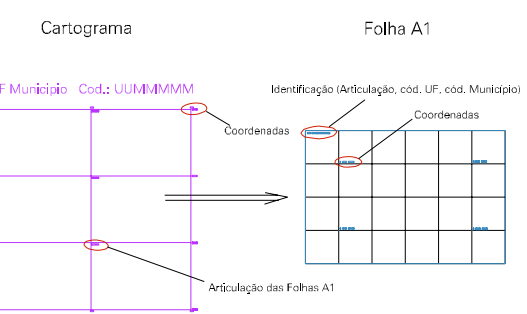 Cartograma
Folha A1
F Município Cod.: UUMMMMM
Identificação (Articulação, cód. UF, cód. Município)
Coordenadas
Coordenadas
Articulação das Folhas A1